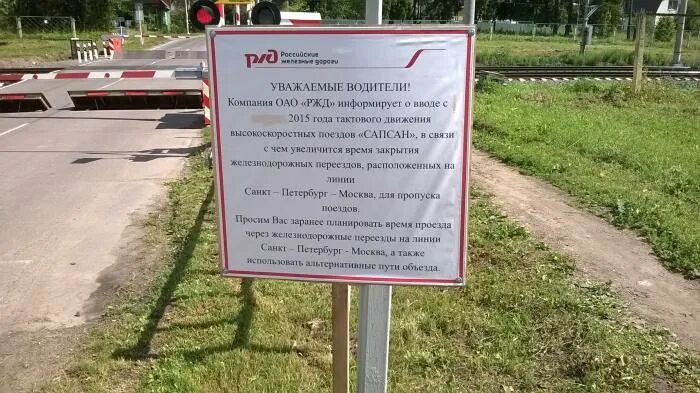 ржд Российские
железные дороги
УВАЖАЕМЫЕ ВОДИТЕЛИ!
Компания ОАО «РЖД» информирует о вводе с
2015 года тактового движения
высокоскоростных поездов «САПСАН», в связи
с чем увеличится время закрытия
железнодорожных переездов, расположенных на
линии
Санкт – Петербург – Москва, для пропуска
поездов.
Просим Вас заранее планировать время проезда
через железнодорожные переезды на линии
Санкт – Петербург - Москва, а также
использовать альтернативные пути объезда.